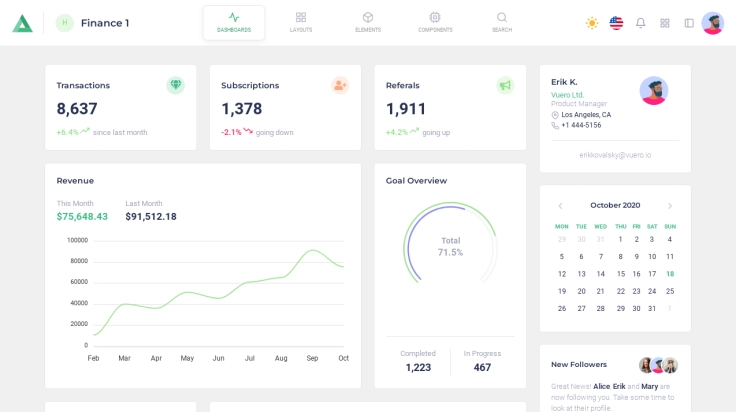 H
Finance 1
DASHBOARDS
LAYOUTS
ELEMENTS
COMPONENTS
SEARCH
Transactions
8,637
+6.4% since last month
Subscriptions
1,378
-2.1% going down
Referals
1,911
+4.2% going up
Erik K.
Vuero Ltd.
Product Manager
Los Angeles, CA
+1 444-5156
erikkovalsky@vuero.io
Revenue
This Month
$75,648.43
Last Month
$91,512.18
100000
80000
60000
40000
20000
0
Feb Mar Apr May Jun Jul Aug Sep Oct
Goal Overview
Total
71.5%
Completed
1,223
In Progress
467
October 2020
MON TUE WED THU FRI SAT SUN
29 30 31 1 2 3 4
5 6 7 8 9 10 11
12 13 14 15 16 17 18
19 20 21 22 23 24 25
26 27 28 29 30 31 1
New Followers
Great News! Alice, Erik and Mary are
now following you. Take some time to
look at their profile.